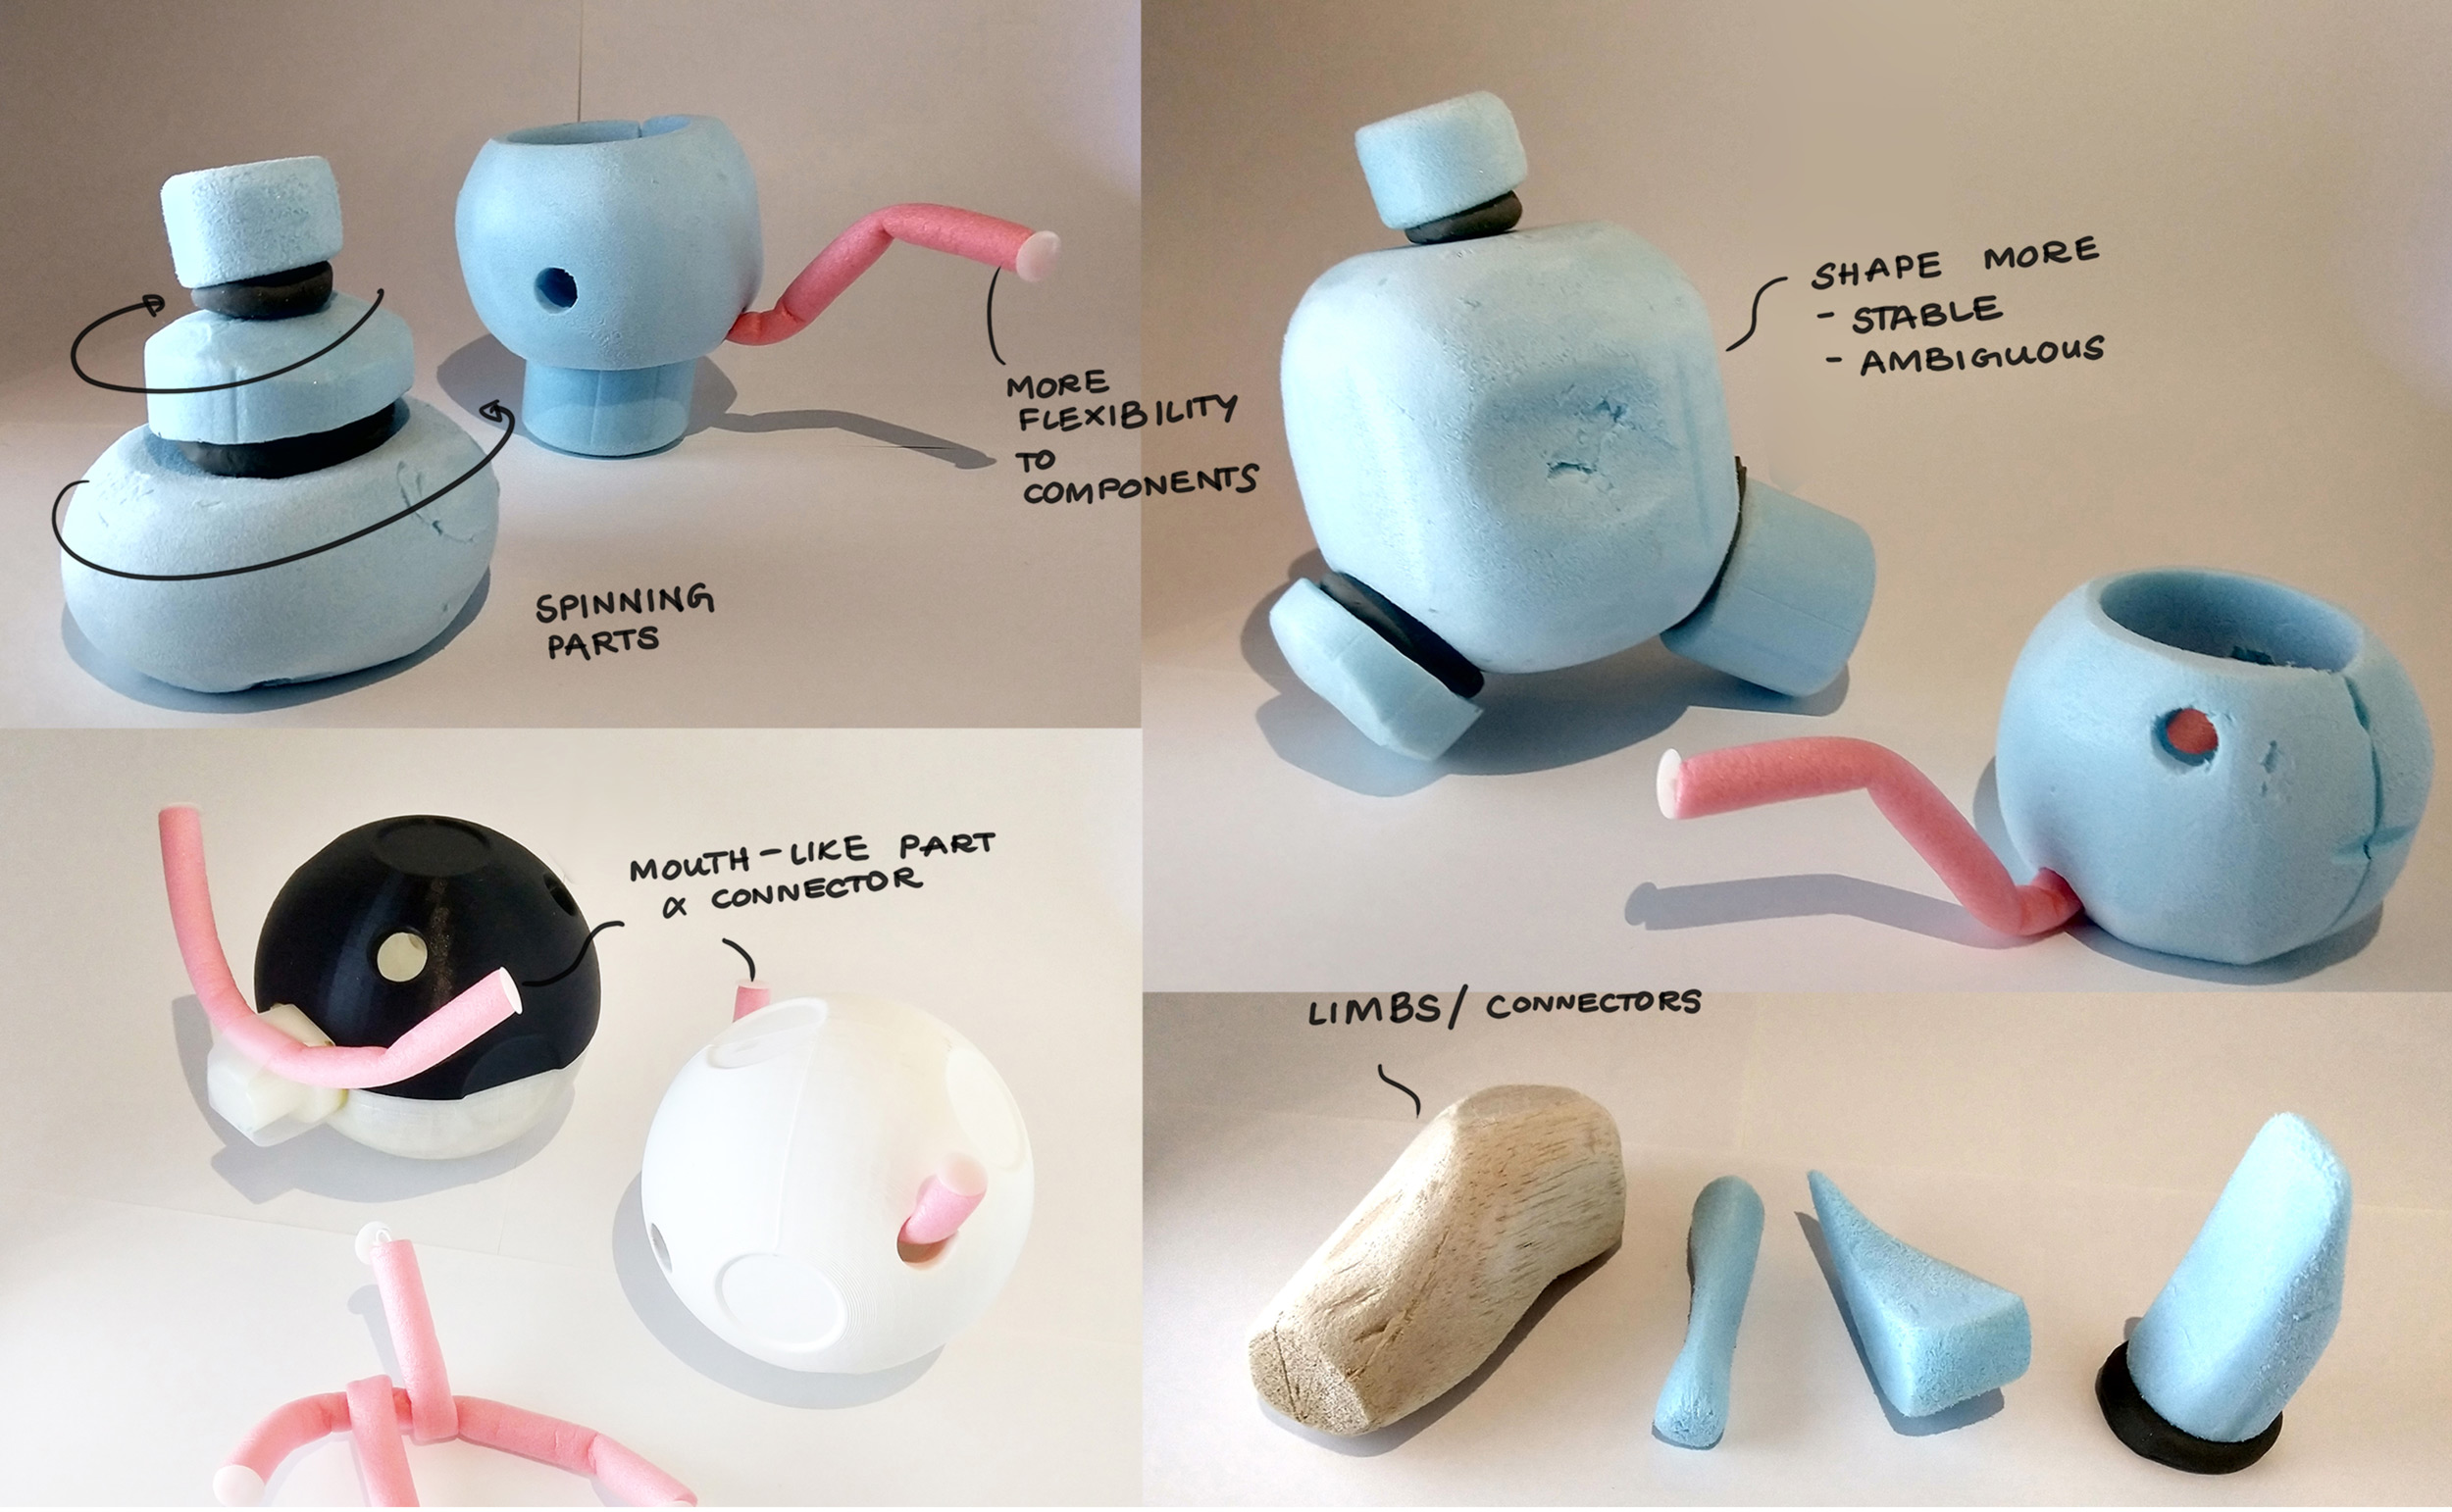 MORE
FLEXIBILITY
TO
COMPONENTS
SPINNING
PARTS
SHAPE MORE
- STABLE
- AMBIGUOUS
MOUTH-LIKE PART
& CONNECTOR
LIMBS/ CONNECTORS